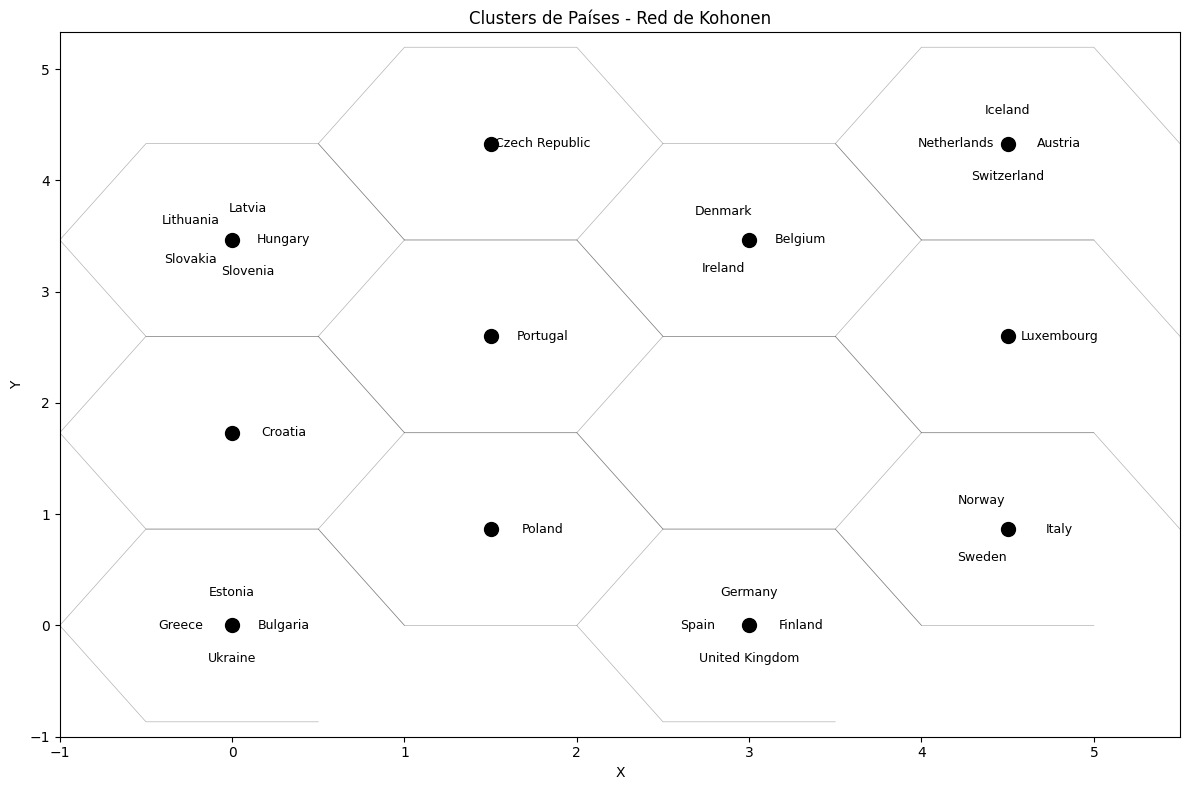 Clusters de Países - Red de Kohonen
Y
5
4
3
2
1
0
−1
Iceland
Czech Republic
Netherlands
Austria
Switzerland
Latvia
Lithuania
Hungary
Slovakia
Slovenia
Denmark
Belgium
Ireland
Portugal
Luxembourg
Croatia
Norway
Poland
Italy
Sweden
Estonia
Greece
Bulgaria
Ukraine
Germany
Spain
Finland
United Kingdom
−1
0
1
2
3
4
5
X